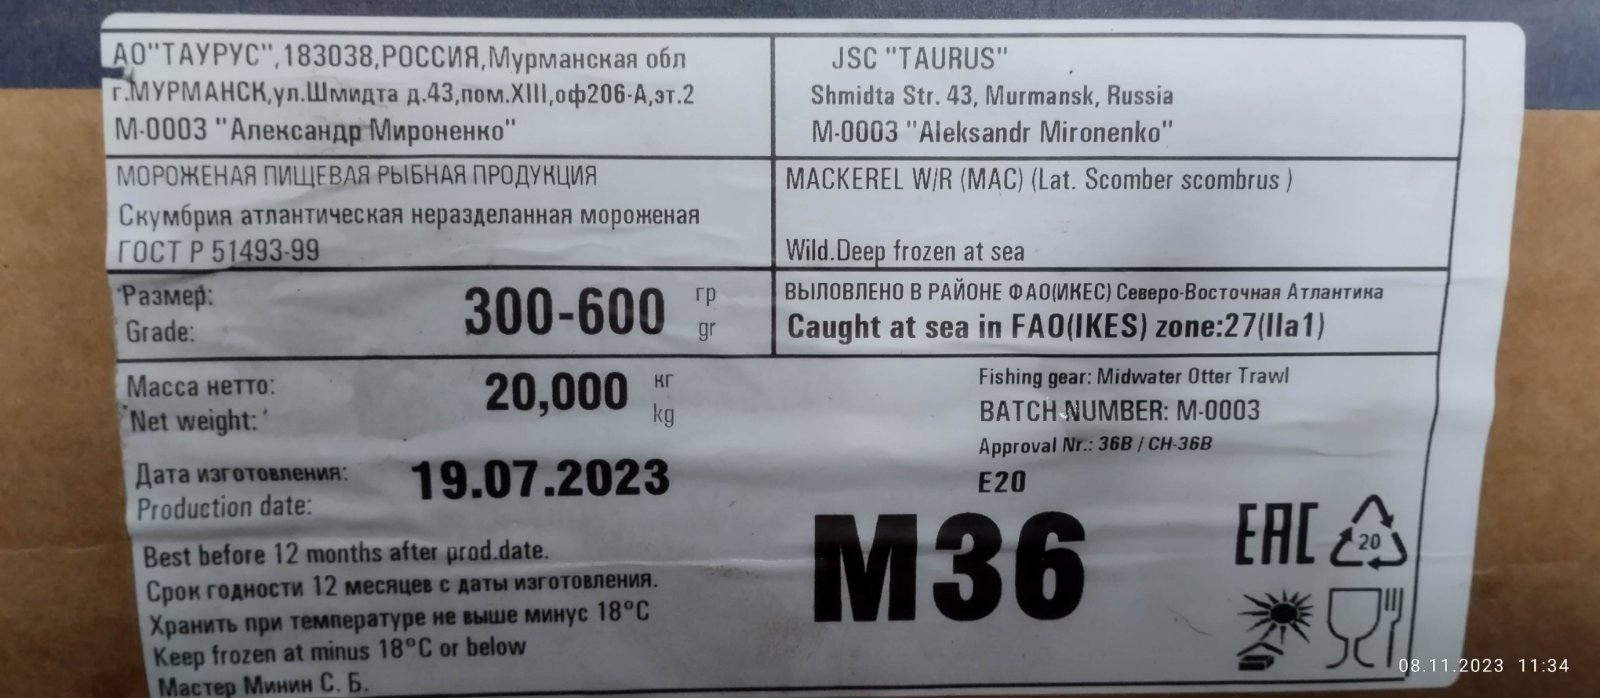 АО"ТАУРУС",183038,РОССИЯ,Мурманская обл
г.МУРМАНСК,ул.Шмидта д.43,пом.XIII,оф206-А,эт.2
М-0003 "Александр Мироненко"
JSC "TAURUS"
Shmidta Str. 43, Murmansk, Russia
M-0003 "Aleksandr Mironenko"
МОРОЖЕНАЯ ПИЩЕВАЯ РЫБНАЯ ПРОДУКЦИЯ
Скумбрия атлантическая неразделанная мороженая
ГОСТ Р 51493-99
MACKEREL W/R (MAC) (Lat. Scomber scombrus )
Wild.Deep frozen at sea
Размер:
Grade:
300-600
гр
gr
ВЫЛОВЛЕНО В РАЙОНЕ ФАО(ИКЕС) Северо-Восточная Атлантика
Caught at sea in FAO(IKES) zone:27(IIa1)
Масса нетто:
Net weight:
20,000
кг
kg
Дата изготовления:
Production date:
19.07.2023
Best before 12 months after prod.date.
Срок годности 12 месяцев с даты изготовления.
Хранить при температуре не выше минус 18°С
Keep frozen at minus 18°C or below
Мастер Минин С. Б.
Fishing gear: Midwater Otter Trawl
BATCH NUMBER: M-0003
Approval Nr.: 36B / CH-36B
E20
M36
EAC
20
08.11.2023 11:34